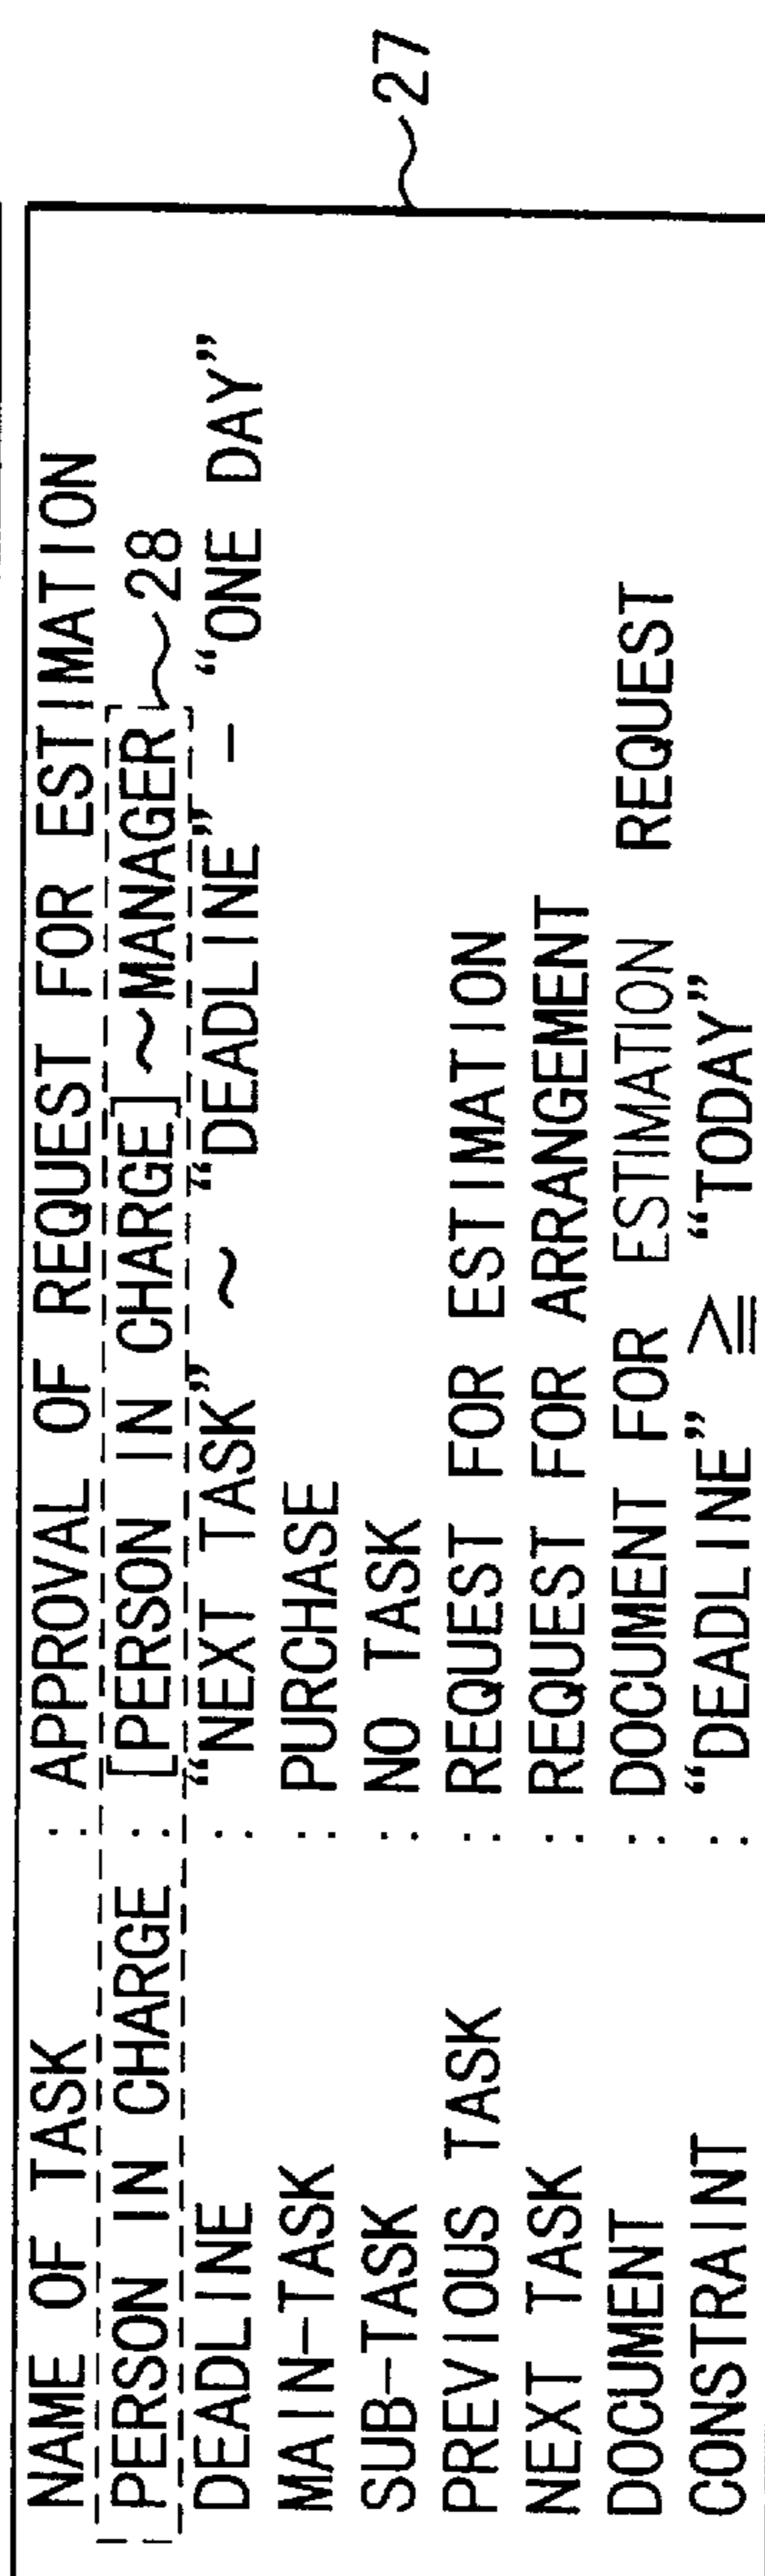 NAME OF TASK : APPROVAL OF REQUEST FOR ESTIMATION
PERSON IN CHARGE : [PERSON IN CHARGE] ~MANAGER 28
DEADLINE : “NEXT TASK” ~ “DEADLINE” - “ONE DAY”
MAIN-TASK : PURCHASE
SUB-TASK : NO TASK
PREVIOUS TASK : REQUEST FOR ESTIMATION
NEXT TASK : REQUEST FOR ARRANGEMENT
DOCUMENT : DOCUMENT FOR ESTIMATION REQUEST
CONSTRAINT : “DEADLINE” ≧ “TODAY”
27